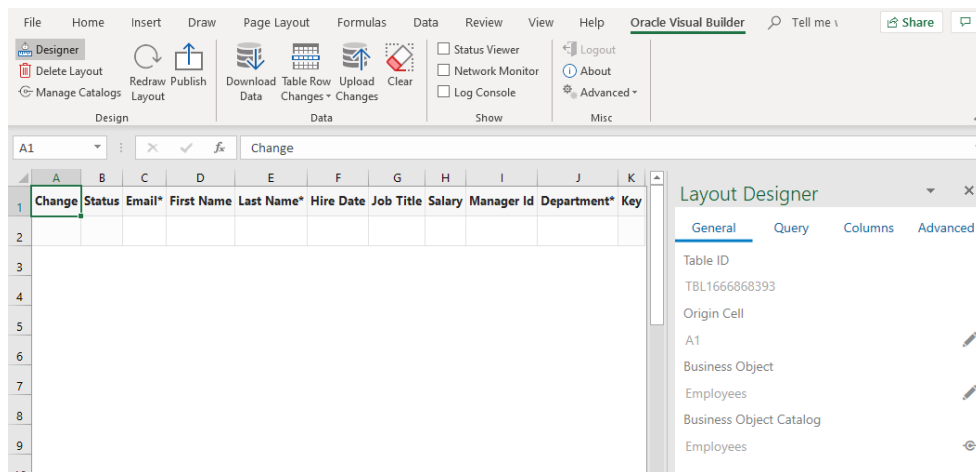 File Home Insert Draw Page Layout Formulas Data Review View Help Oracle Visual Builder Tell me Share
Designer
Delete Layout
Manage Catalogs
Redraw Layout
Publish
Design
Download Data
Table Row Changes
Upload Changes
Clear
Data
Status Viewer
Network Monitor
Log Console
Show
Logout
About
Advanced
Misc
A1 fx Change
A B C D E F G H I J K
1 Change Status Email* First Name Last Name* Hire Date Job Title Salary Manager Id Department* Key
2
3
4
5
6
7
8
9
Layout Designer
General Query Columns Advanced
Table ID
TBL1666868393
Origin Cell
A1
Business Object
Employees
Business Object Catalog
Employees